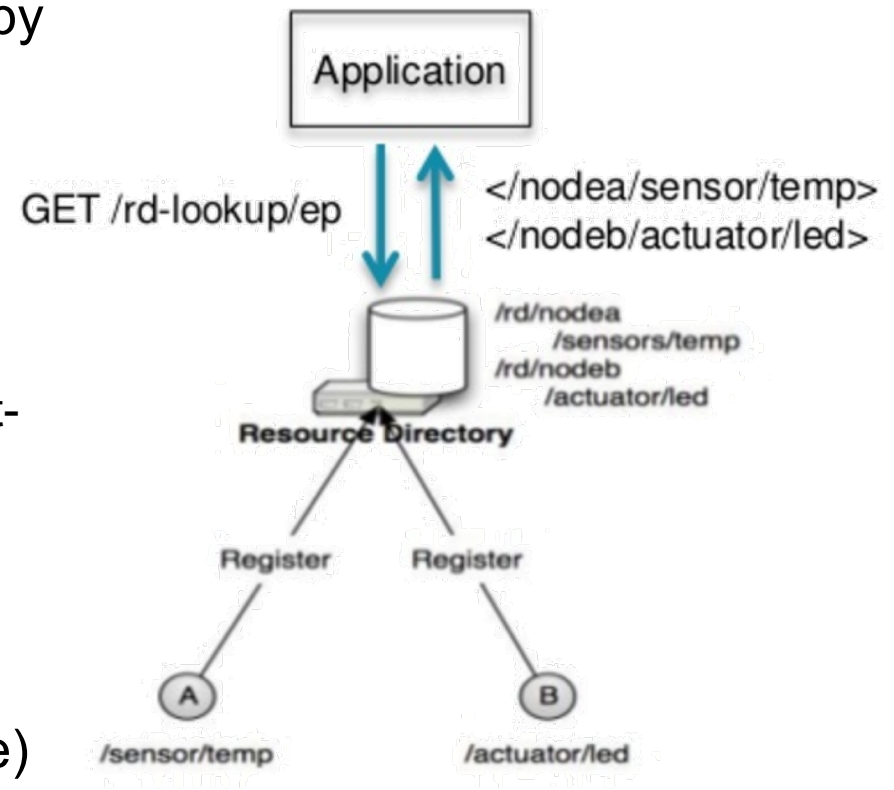 by
Application
GET /rd-lookup/ep
</nodea/sensor/temp>
</nodeb/actuator/led>
/rd/nodea
/sensors/temp
/rd/nodeb
/actuator/led
t-
Resource Directory
Register Register
A B
/sensor/temp /actuator/led
e)